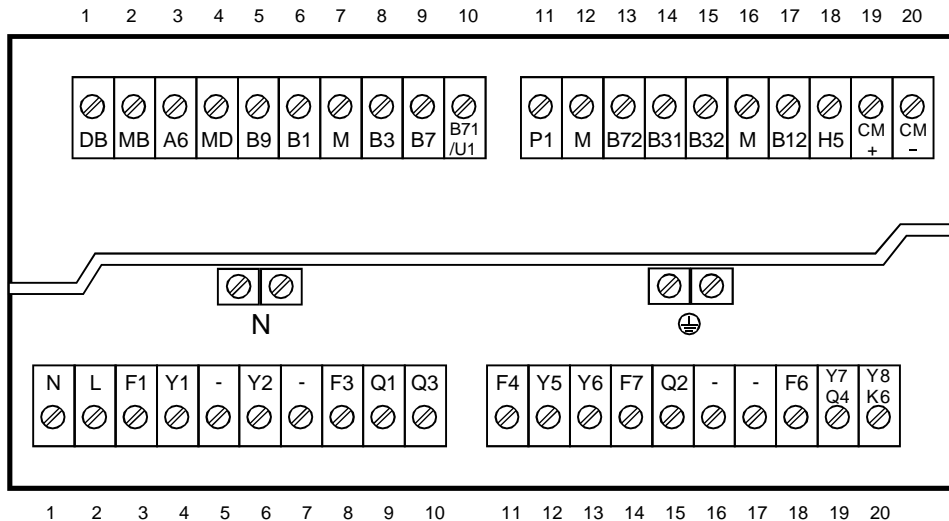 1 2 3 4 5 6 7 8 9 10 11 12 13 14 15 16 17 18 19 20
DB MB A6 MD B9 B1 M B3 B7 B71 /U1 P1 M B72 B31 B32 M B12 H5 CM + CM -
N
N L F1 Y1 - Y2 - F3 Q1 Q3 F4 Y5 Y6 F7 Q2 - - F6 Y7 Q4 Y8 K6
1 2 3 4 5 6 7 8 9 10 11 12 13 14 15 16 17 18 19 20